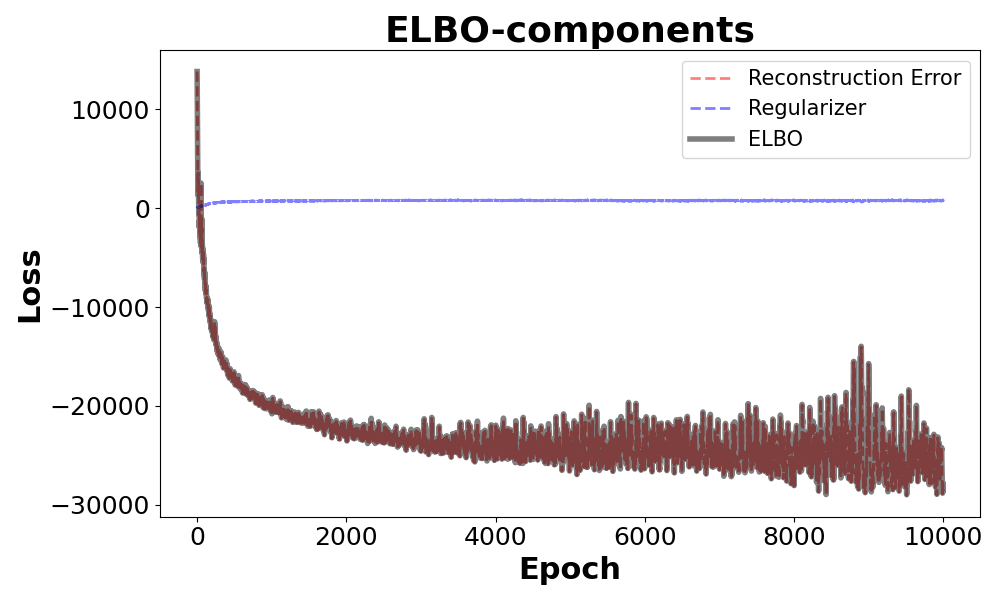 ELBO-components
Reconstruction Error
Regularizer
ELBO
Loss
10000
0
−10000
−20000
−30000
0 2000 4000 6000 8000 10000
Epoch